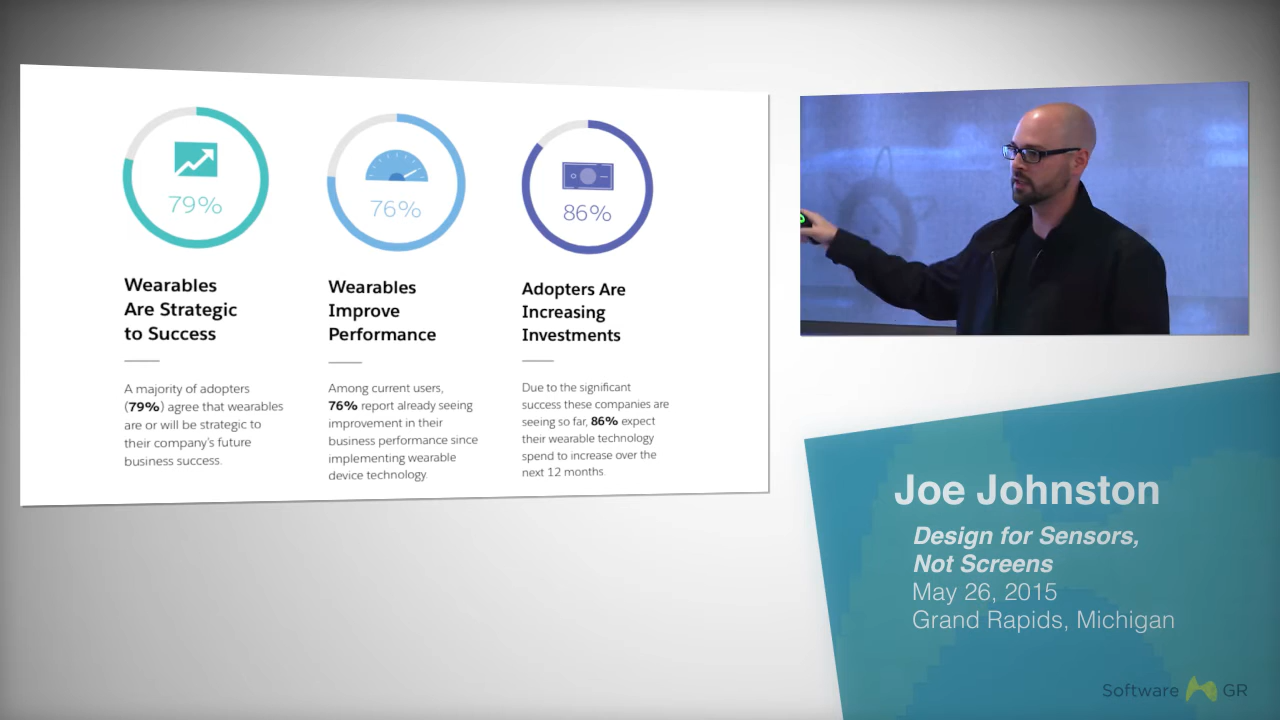 79%
Wearables
Are Strategic
to Success
A majority of adopters
(79%) agree that wearables
are or will be strategic to
their company's future
business success.
76%
Wearables
Improve
Performance
Among current users,
76% report already seeing
improvement in their
business performance since
implementing wearable
device technology.
86%
Adopters Are
Increasing
Investments
Due to the significant
success these companies are
seeing so far, 86% expect
their wearable technology
spend to increase over the
next 12 months.
Joe Johnston
Design for Sensors,
Not Screens
May 26, 2015
Grand Rapids, Michigan
Software GR